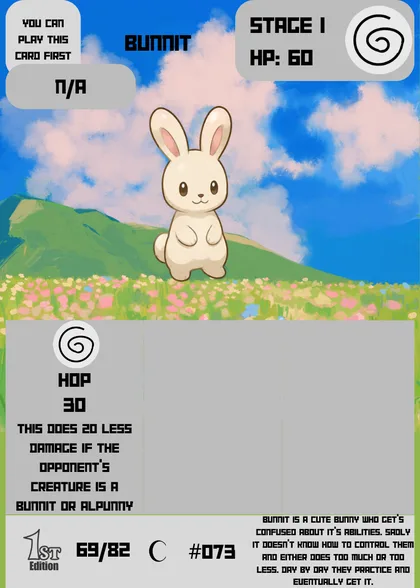 YOU CAN
PLAY THIS
CARD FIRST
BUNNIT
STAGE 1
HP: 60
N/A
HOP
30
THIS DOES 20 LESS
DAMAGE IF THE
OPPONENT'S
CREATURE IS A
BUNNIT OR ALPUNNY
1ST
Edition
69/82
#073
BUNNIT IS A CUTE BUNNY WHO GET'S
CONFUSED ABOUT IT'S ABILITIES. SADLY
IT DOESN'T KNOW HOW TO CONTROL THEM
AND EITHER DOES TOO MUCH OR TOO
LESS. DAY BY DAY THEY PRACTICE AND
EVENTUALLY GET IT.